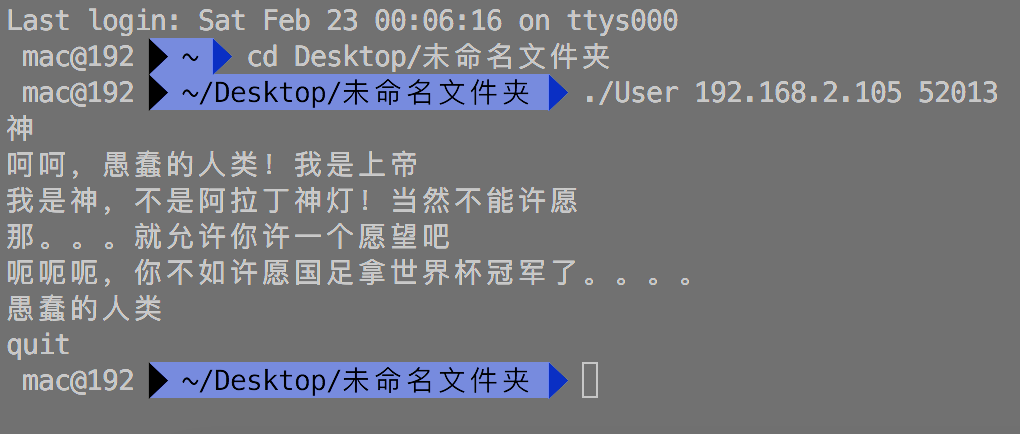 Last login: Sat Feb 23 00:06:16 on ttys000
mac@192 ~ cd Desktop/未命名文件夹
mac@192 ~/Desktop/未命名文件夹 ./User 192.168.2.105 52013
神
呵呵，愚蠢的人类！我是上帝
我是神，不是阿拉丁神灯！当然不能许愿
那。。。就允许你许一个愿望吧
呃呃呃，你不如许愿国足拿世界杯冠军了。。。。
愚蠢的人类
quit
mac@192 ~/Desktop/未命名文件夹